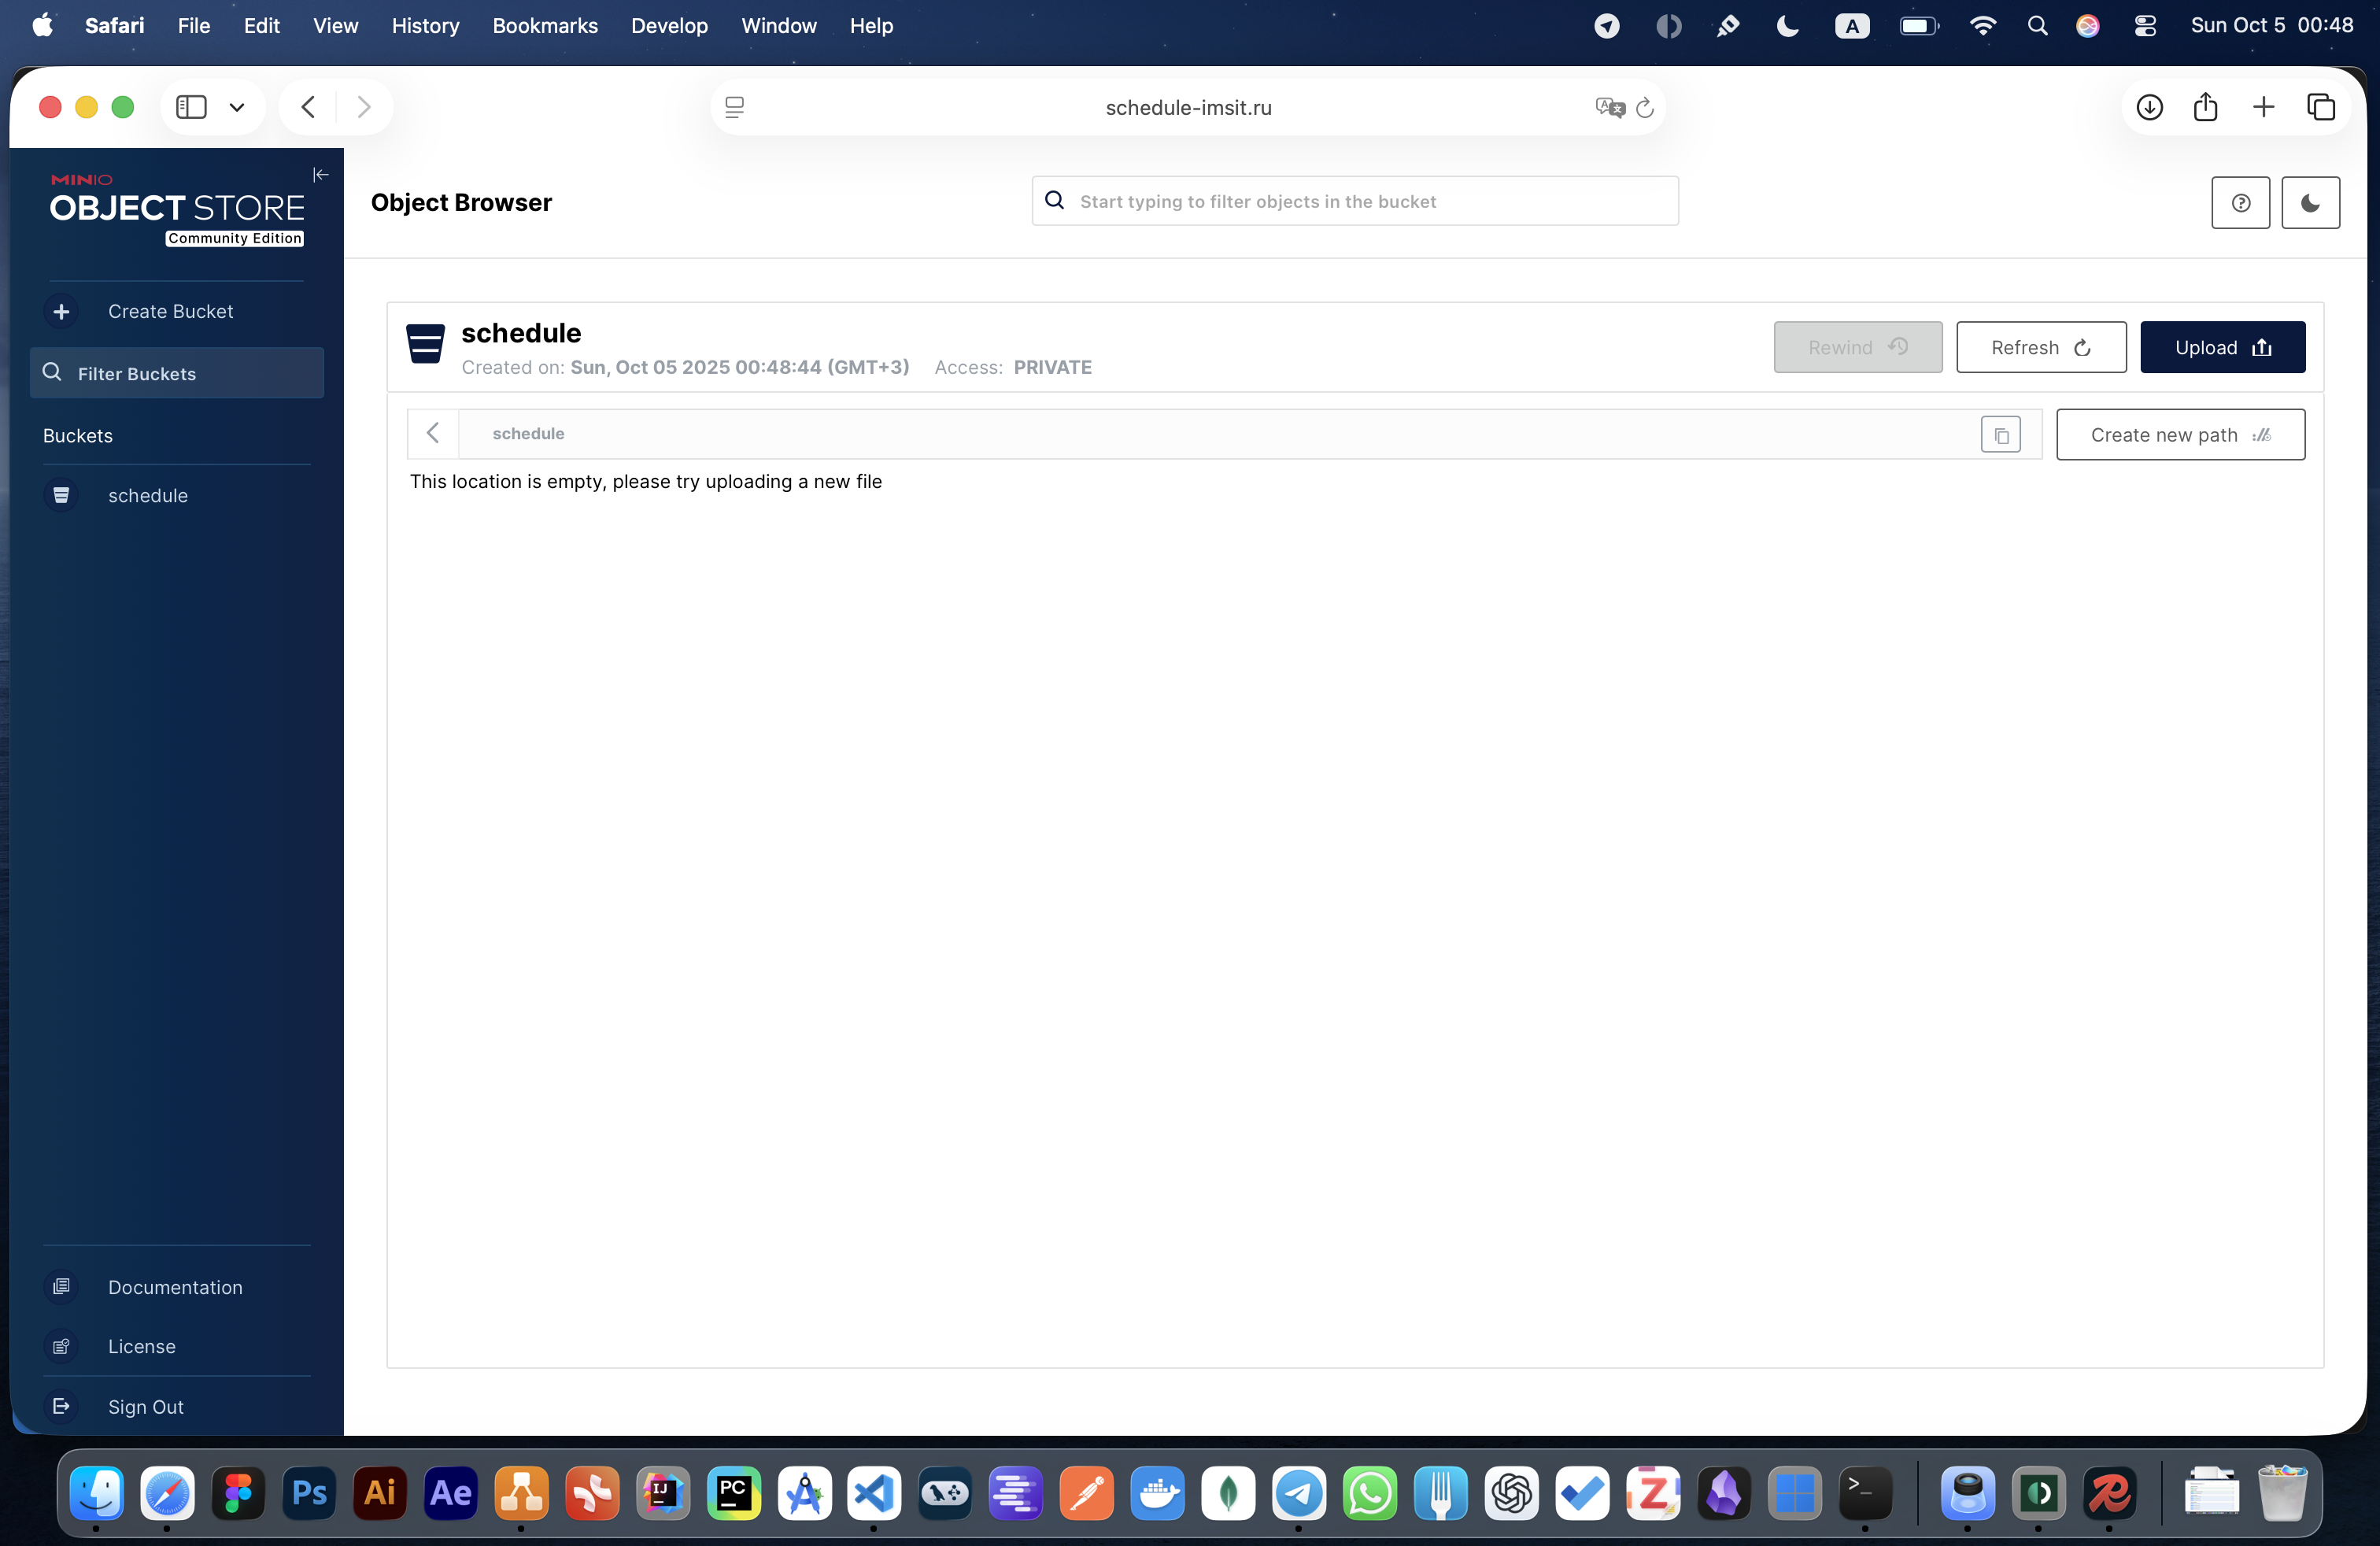 Safari File Edit View History Bookmarks Develop Window Help A Sun Oct 5 00:48
schedule-imsit.ru
MINIO
OBJECT STORE
Community Edition
Object Browser
Start typing to filter objects in the bucket
Create Bucket
Filter Buckets
Buckets
schedule
schedule
Created on: Sun, Oct 05 2025 00:48:44 (GMT+3) Access: PRIVATE
Rewind
Refresh
Upload
schedule
Create new path
This location is empty, please try uploading a new file
Documentation
License
Sign Out
Ps Ai Ae IJ PC Z >_